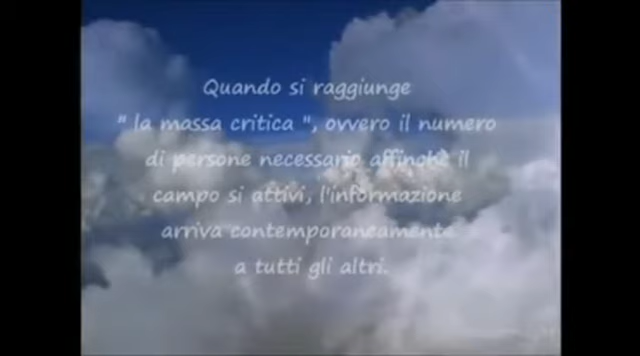 Quando si raggiunge
" la massa critica ", ovvero il numero
di persone necessario affinchè il
campo si attivi, l'informazione
arriva contemporaneamente
a tutti gli altri.